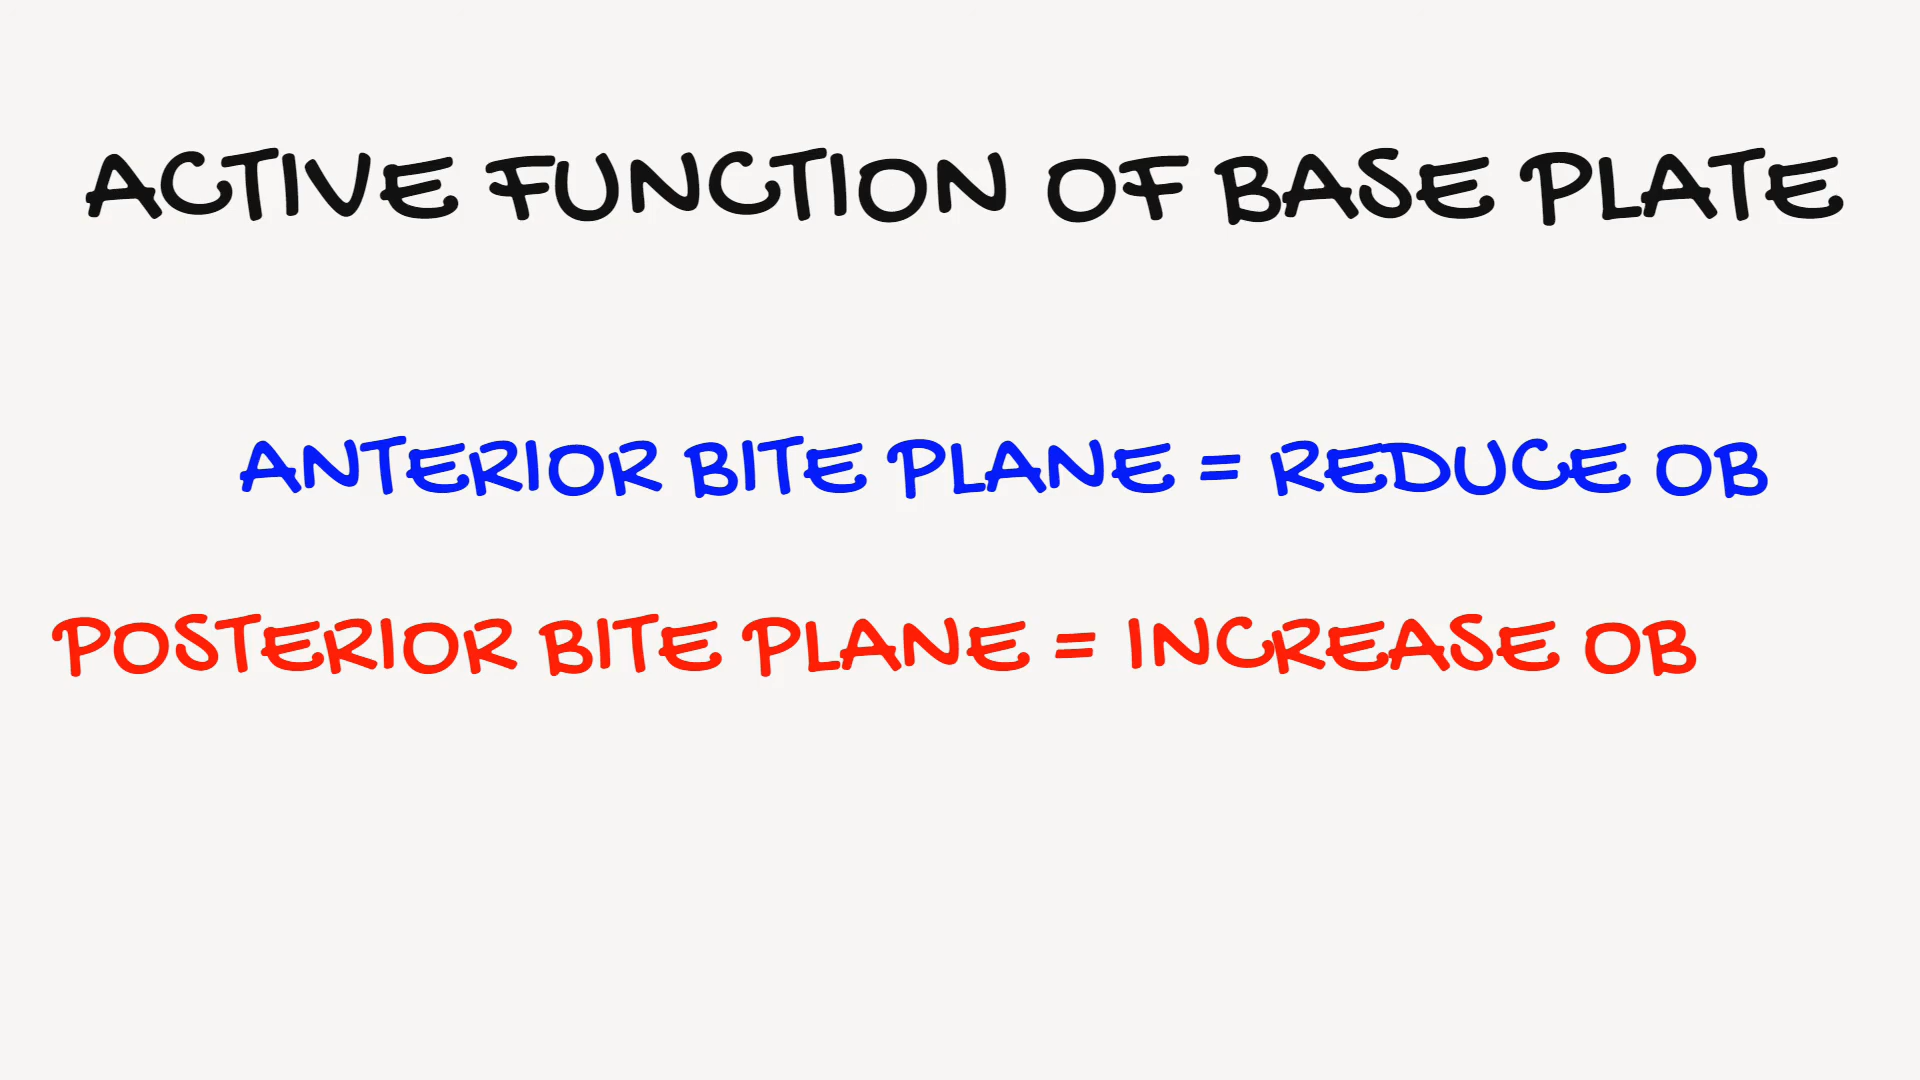 ACTIVE FUNCTION OF BASE PLATE
ANTERIOR BITE PLANE = REDUCE OB
POSTERIOR BITE PLANE = INCREASE OB